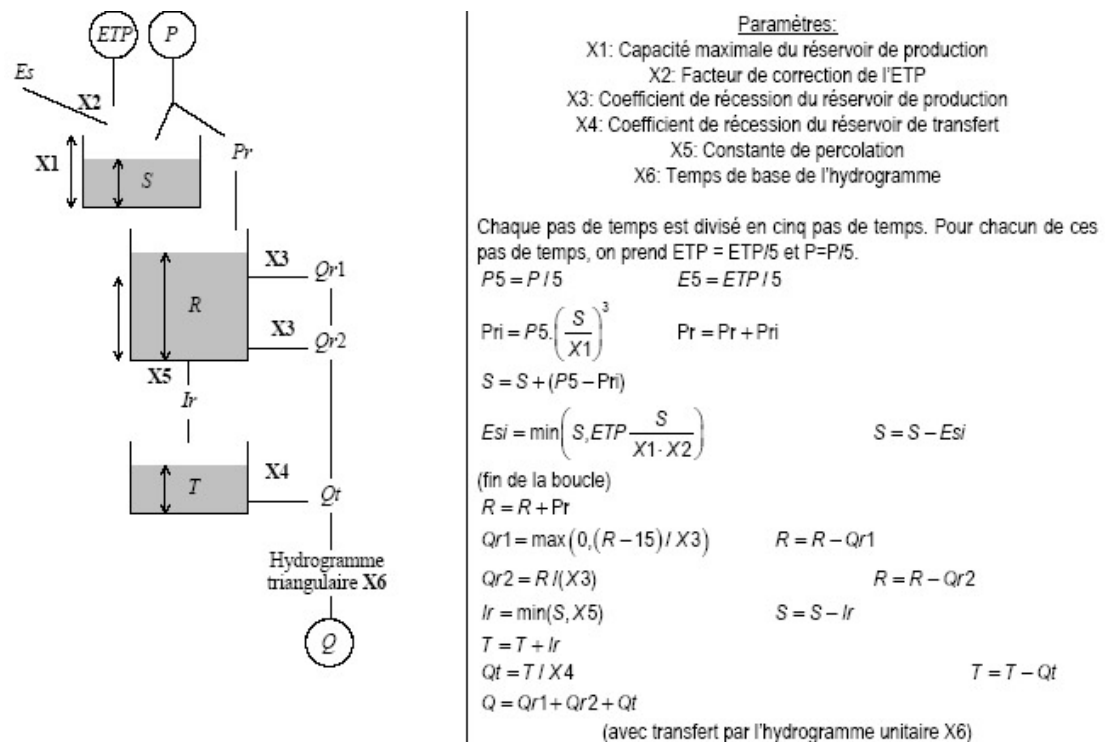 ETP P
Es
X2
X1 S Pr
X3 Qr1
R
X3 Qr2
X5
Ir
X4
T Qt
Hydrogramme
triangulaire X6
Q
Paramètres:
X1: Capacité maximale du réservoir de production
X2: Facteur de correction de l'ETP
X3: Coefficient de récession du réservoir de production
X4: Coefficient de récession du réservoir de transfert
X5: Constante de percolation
X6: Temps de base de l'hydrogramme
Chaque pas de temps est divisé en cinq pas de temps. Pour chacun de ces
pas de temps, on prend ETP = ETP/5 et P=P/5.
P5 = P / 5 E5 = ETP / 5
Pri = P5.(S/X1)^3 Pr = Pr + Pri
S = S + (P5 − Pri)
Esi = min(S, ETP S/(X1·X2)) S = S − Esi
(fin de la boucle)
R = R + Pr
Qr1 = max(0,(R − 15) / X3) R = R − Qr1
Qr2 = R /(X3) R = R − Qr2
Ir = min(S, X5) S = S − Ir
T = T + Ir
Qt = T / X4 T = T − Qt
Q = Qr1 + Qr2 + Qt
(avec transfert par l'hydrogramme unitaire X6)